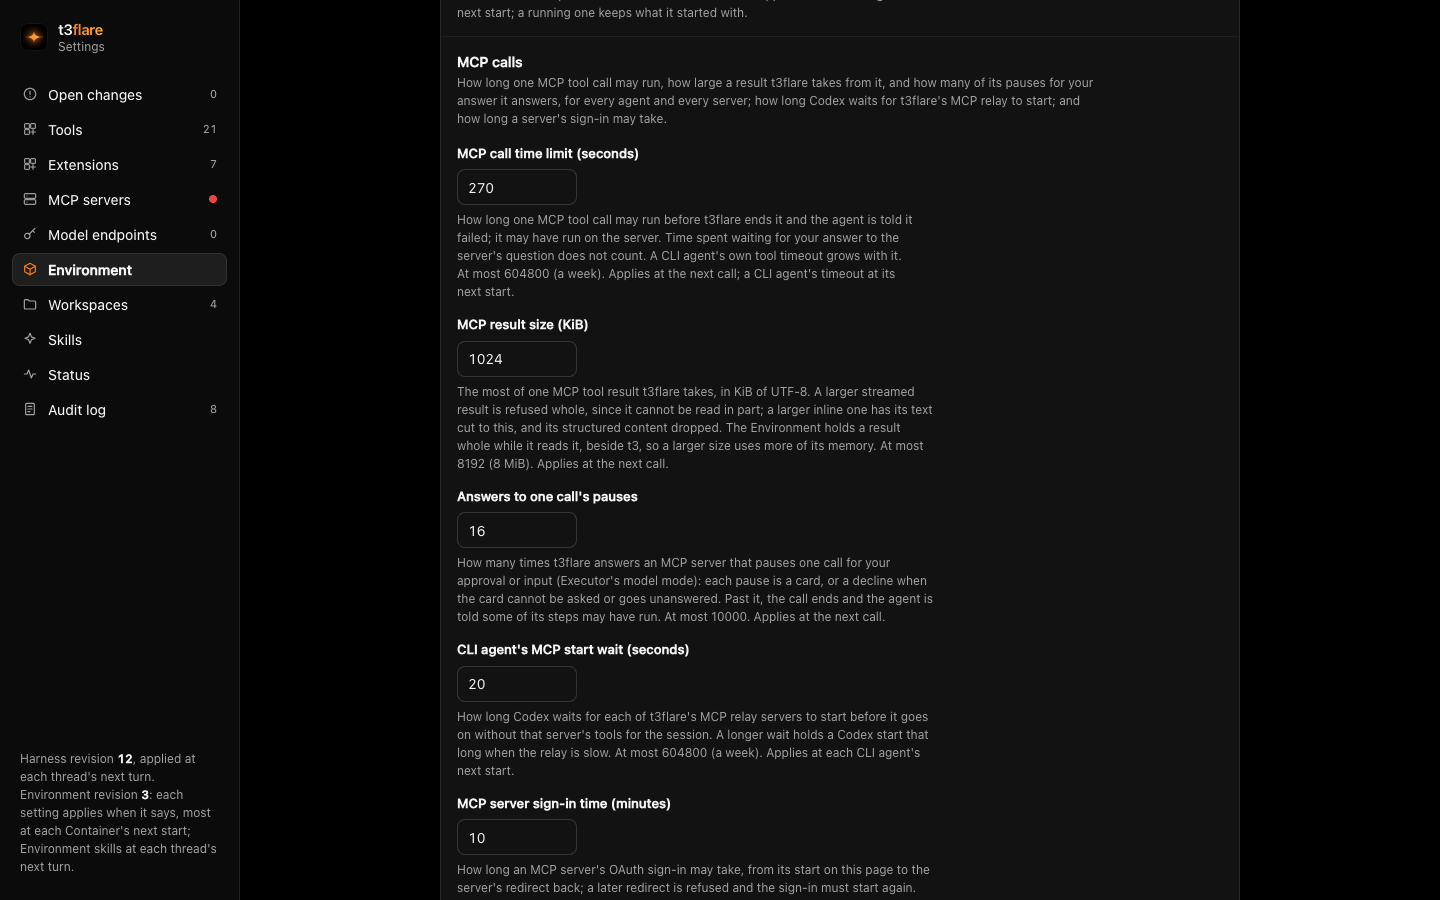 t3flare
Settings
Open changes 0
Tools 21
Extensions 7
MCP servers
Model endpoints 0
Environment
Workspaces 4
Skills
Status
Audit log 8
Harness revision 12, applied at
each thread's next turn.
Environment revision 3: each
setting applies when it says, most
at each Container's next start;
Environment skills at each thread's
next turn.
next start; a running one keeps what it started with.
MCP calls
How long one MCP tool call may run, how large a result t3flare takes from it, and how many of its pauses for your
answer it answers, for every agent and every server; how long Codex waits for t3flare's MCP relay to start; and
how long a server's sign-in may take.
MCP call time limit (seconds)
270
How long one MCP tool call may run before t3flare ends it and the agent is told it
failed; it may have run on the server. Time spent waiting for your answer to the
server's question does not count. A CLI agent's own tool timeout grows with it.
At most 604800 (a week). Applies at the next call; a CLI agent's timeout at its
next start.
MCP result size (KiB)
1024
The most of one MCP tool result t3flare takes, in KiB of UTF-8. A larger streamed
result is refused whole, since it cannot be read in part; a larger inline one has its text
cut to this, and its structured content dropped. The Environment holds a result
whole while it reads it, beside t3, so a larger size uses more of its memory. At most
8192 (8 MiB). Applies at the next call.
Answers to one call's pauses
16
How many times t3flare answers an MCP server that pauses one call for your
approval or input (Executor's model mode): each pause is a card, or a decline when
the card cannot be asked or goes unanswered. Past it, the call ends and the agent is
told some of its steps may have run. At most 10000. Applies at the next call.
CLI agent's MCP start wait (seconds)
20
How long Codex waits for each of t3flare's MCP relay servers to start before it goes
on without that server's tools for the session. A longer wait holds a Codex start that
long when the relay is slow. At most 604800 (a week). Applies at each CLI agent's
next start.
MCP server sign-in time (minutes)
10
How long an MCP server's OAuth sign-in may take, from its start on this page to the
server's redirect back; a later redirect is refused and the sign-in must start again.